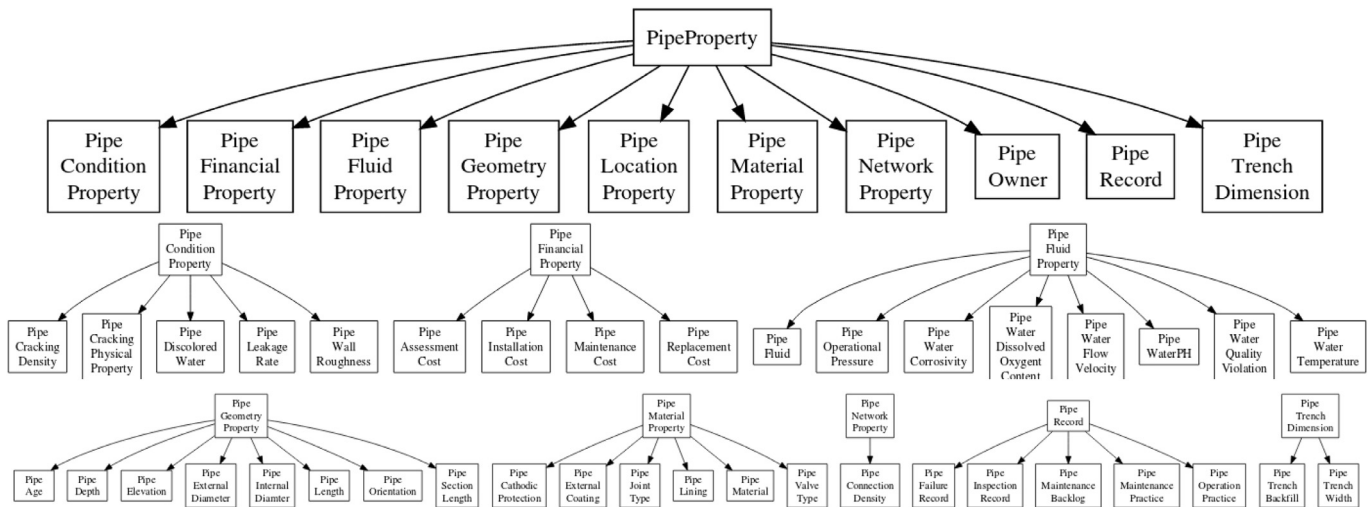 PipeProperty
Pipe
Condition
Property
Pipe
Financial
Property
Pipe
Fluid
Property
Pipe
Geometry
Property
Pipe
Location
Property
Pipe
Material
Property
Pipe
Network
Property
Pipe
Owner
Pipe
Record
Pipe
Trench
Dimension
Pipe
Condition
Property
Pipe
Cracking
Density
Pipe
Cracking
Physical
Property
Pipe
Discolored
Water
Pipe
Leakage
Rate
Pipe
Wall
Roughness
Pipe
Financial
Property
Pipe
Assessment
Cost
Pipe
Installation
Cost
Pipe
Maintenance
Cost
Pipe
Replacement
Cost
Pipe
Fluid
Property
Pipe
Fluid
Pipe
Operational
Pressure
Pipe
Water
Corrosivity
Pipe
Water
Dissolved
Oxygent
Content
Pipe
Water
Flow
Velocity
Pipe
WaterPH
Pipe
Water
Quality
Violation
Pipe
Water
Temperature
Pipe
Geometry
Property
Pipe
Age
Pipe
Depth
Pipe
Elevation
Pipe
External
Diameter
Pipe
Internal
Diamter
Pipe
Length
Pipe
Orientation
Pipe
Section
Length
Pipe
Material
Property
Pipe
Cathodic
Protection
Pipe
External
Coating
Pipe
Joint
Type
Pipe
Lining
Pipe
Material
Pipe
Valve
Type
Pipe
Network
Property
Pipe
Connection
Density
Pipe
Record
Pipe
Failure
Record
Pipe
Inspection
Record
Pipe
Maintenance
Backlog
Pipe
Maintenance
Practice
Pipe
Operation
Practice
Pipe
Trench
Dimension
Pipe
Trench
Backfill
Pipe
Trench
Width